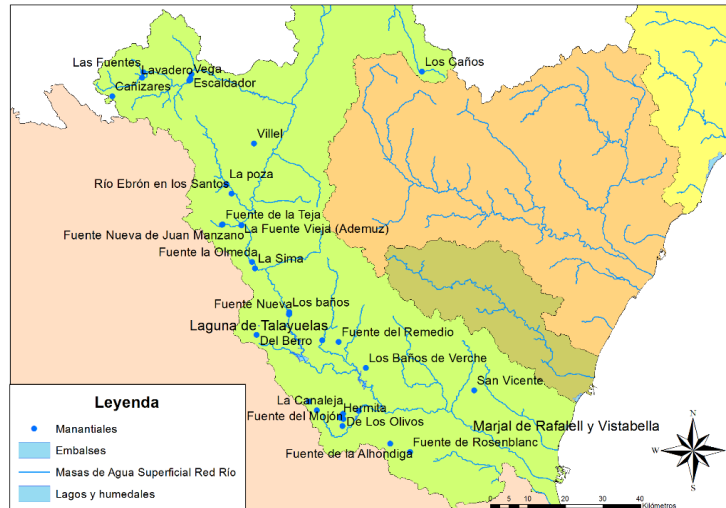 Las Fuentes
Lavadero
Vega
Escaldador
Cañizares
Los Caños
Villel
La poza
Río Ebrón en los Santos
Fuente de la Teja
La Fuente Vieja (Ademuz)
Fuente Nueva de Juan Manzano
Fuente la Olmeda
La Sima
Fuente Nueva
Los baños
Laguna de Talayuelas
Del Berro
Fuente del Remedio
Los Baños de Verche
San Vicente
La Canaleja
Hermita
Fuente del Mojón
De Los Olivos
Marjal de Rafalell y Vistabella
Fuente de Rosenblanc
Fuente de la Alhondiga
Leyenda
Manantiales
Embalses
Masas de Agua Superficial Red Río
Lagos y humedales
N
W
E
S
0 5 10 20 30 40
Kilómetros